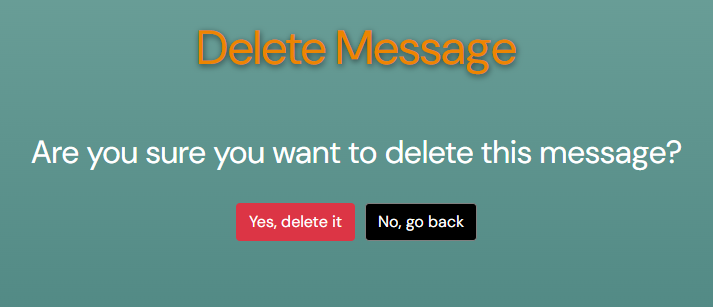 Delete Message
Are you sure you want to delete this message?
Yes, delete it No, go back